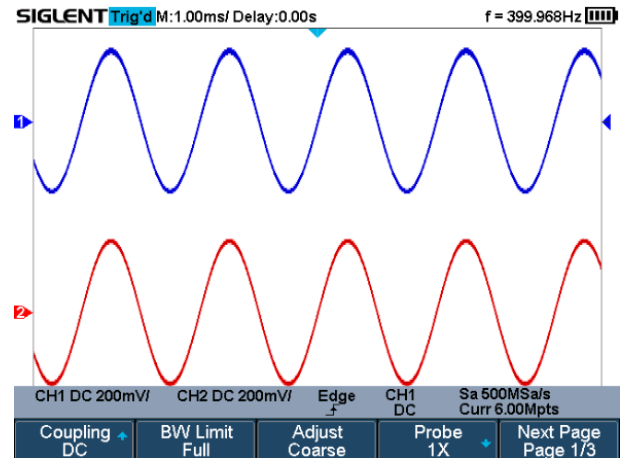 SIGLENT Trig'd M:1.00ms/ Delay:0.00s f = 399.968Hz
1
2
CH1 DC 200mV/ CH2 DC 200mV/ Edge CH1 Sa 500MSa/s
DC Curr 6.00Mpts
Coupling BW Limit Adjust Probe Next Page
DC Full Coarse 1X Page 1/3